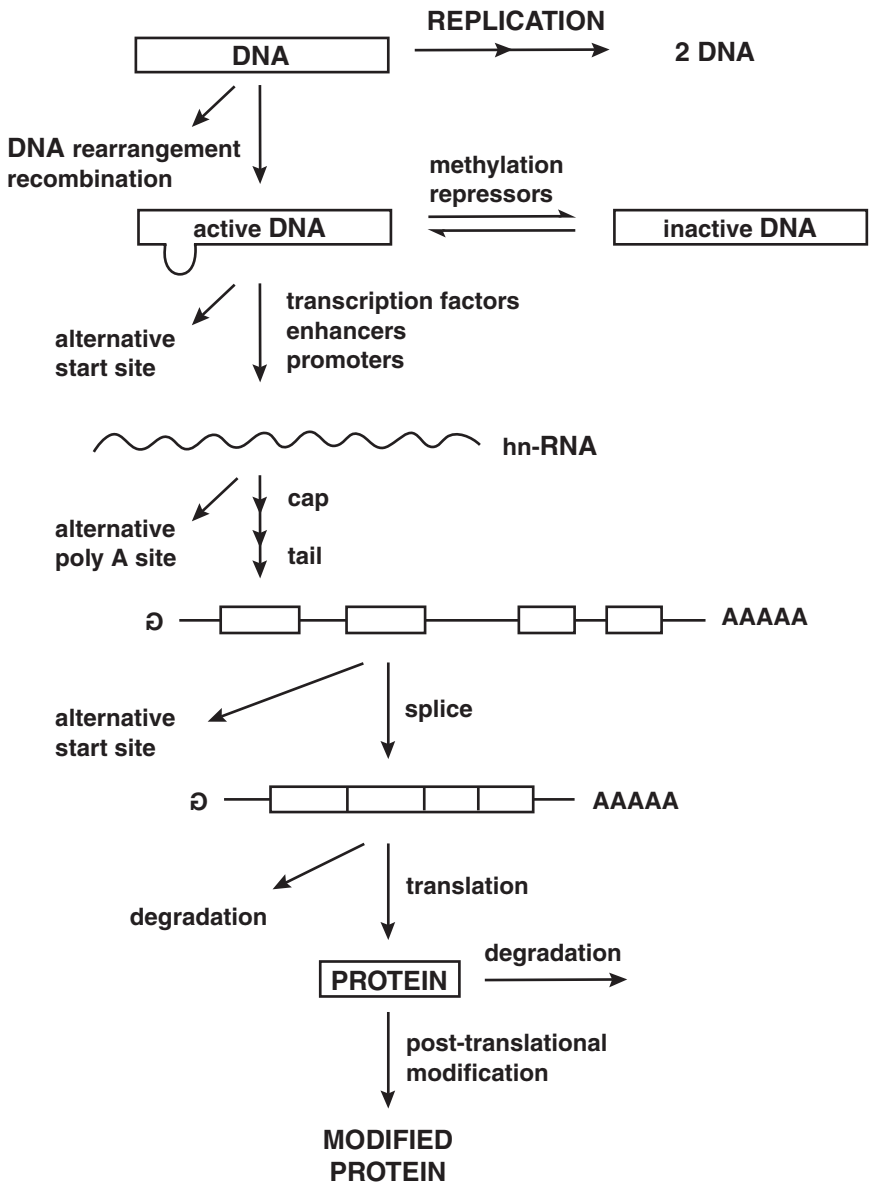 REPLICATION
DNA
2 DNA
DNA rearrangement
recombination
methylation
repressors
active DNA
inactive DNA
transcription factors
enhancers
promoters
alternative
start site
hn-RNA
cap
alternative
poly A site
tail
G
AAAAA
alternative
start site
splice
G
AAAAA
degradation
translation
PROTEIN
degradation
post-translational
modification
MODIFIED
PROTEIN